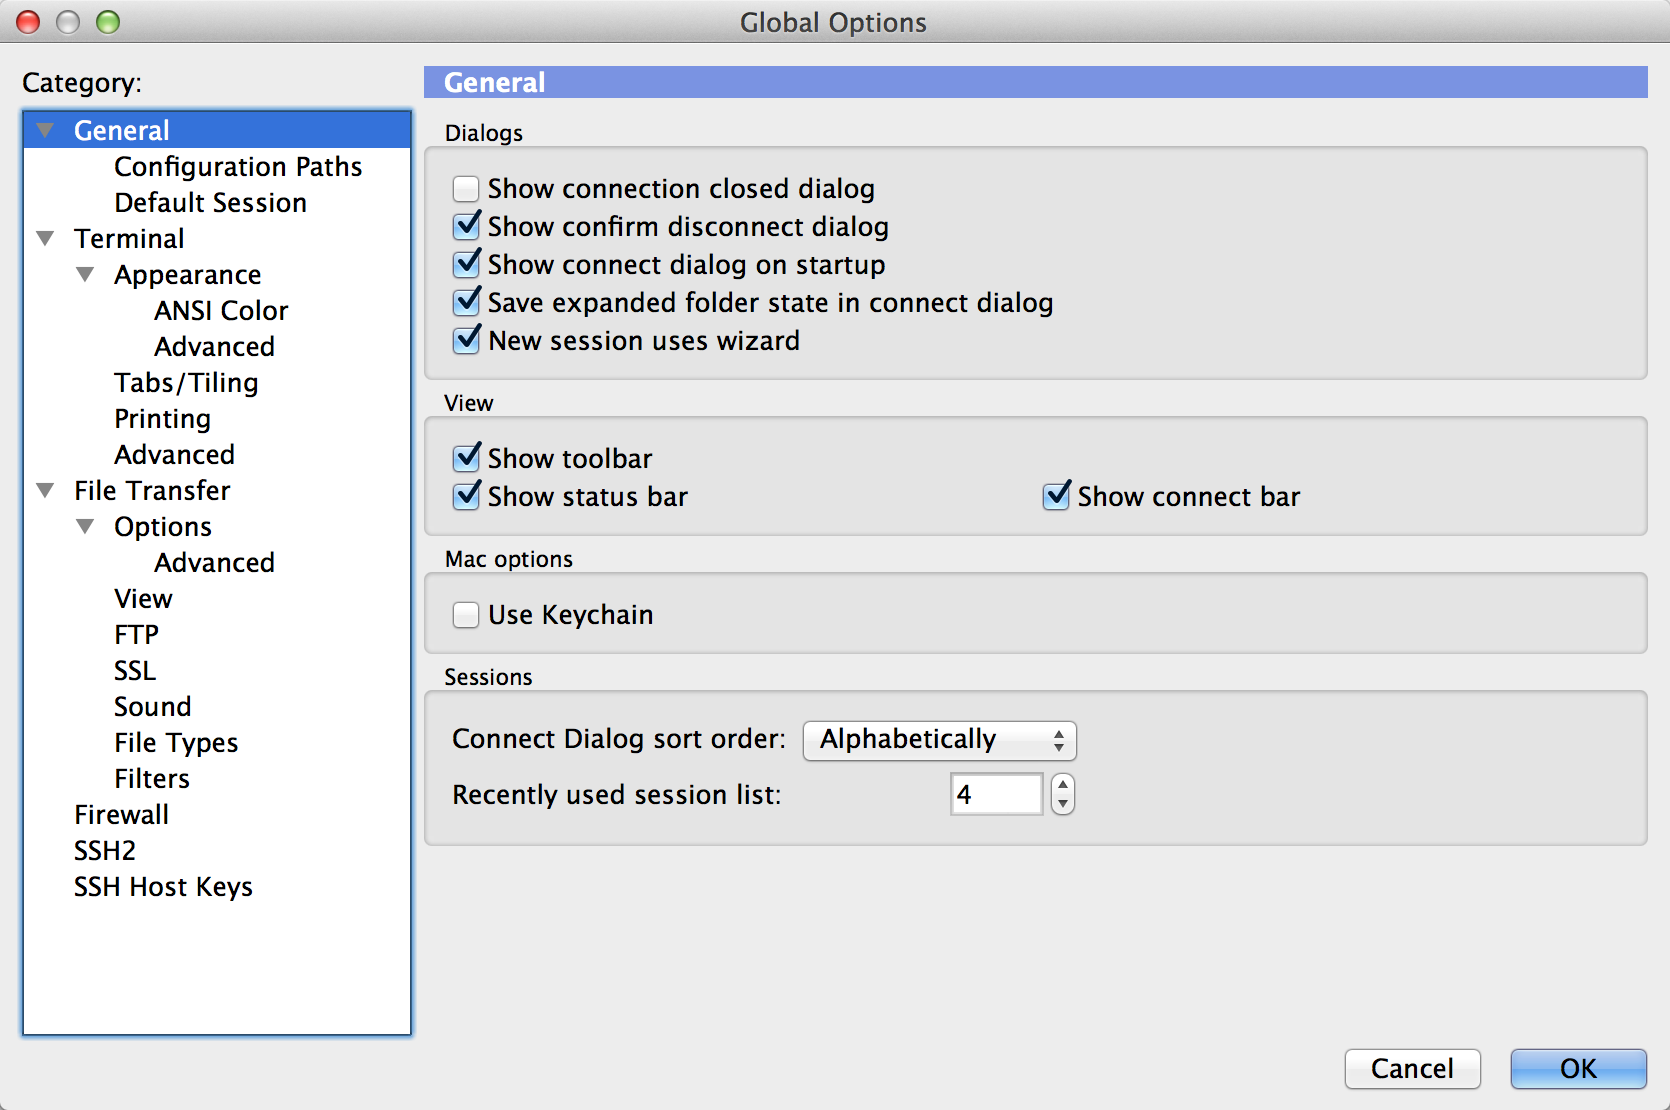 Global Options
Category:
General
Configuration Paths
Default Session
Terminal
Appearance
ANSI Color
Advanced
Tabs/Tiling
Printing
Advanced
File Transfer
Options
Advanced
View
FTP
SSL
Sound
File Types
Filters
Firewall
SSH2
SSH Host Keys
General
Dialogs
Show connection closed dialog
Show confirm disconnect dialog
Show connect dialog on startup
Save expanded folder state in connect dialog
New session uses wizard
View
Show toolbar
Show status bar Show connect bar
Mac options
Use Keychain
Sessions
Connect Dialog sort order: Alphabetically
Recently used session list: 4
Cancel OK